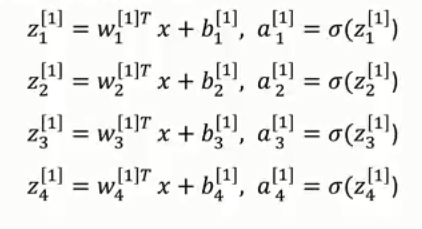 z₁^[1] = w₁^[1]T x + b₁^[1], a₁^[1] = σ(z₁^[1])
z₂^[1] = w₂^[1]T x + b₂^[1], a₂^[1] = σ(z₂^[1])
z₃^[1] = w₃^[1]T x + b₃^[1], a₃^[1] = σ(z₃^[1])
z₄^[1] = w₄^[1]T x + b₄^[1], a₄^[1] = σ(z₄^[1])